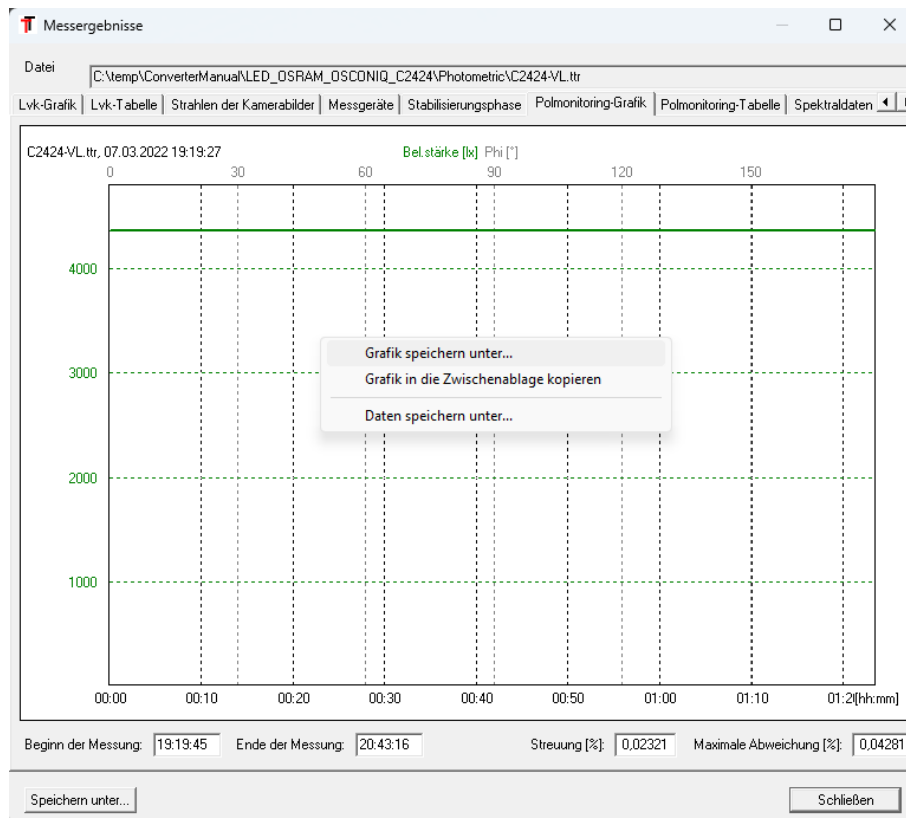 Messergebnisse
Datei
C:\temp\ConverterManual\LED_OSRAM_OSCONIQ_C2424\Photometric\C2424-VL.ttr
Lvk-Grafik Lvk-Tabelle Strahlen der Kamerabilder Messgeräte Stabilisierungsphase Polmonitoring-Grafik Polmonitoring-Tabelle Spektraldaten
C2424-VL.ttr, 07.03.2022 19:19:27 Bel.stärke [lx] Phi [°]
0 30 60 90 120 150
4000
Grafik speichern unter...
3000
Grafik in die Zwischenablage kopieren
Daten speichern unter...
2000
1000
00:00 00:10 00:20 00:30 00:40 00:50 01:00 01:10 01:2 [hh:mm]
Beginn der Messung: 19:19:45 Ende der Messung: 20:43:16 Streuung [%]: 0,02321 Maximale Abweichung [%]: 0,04281
Speichern unter... Schließen